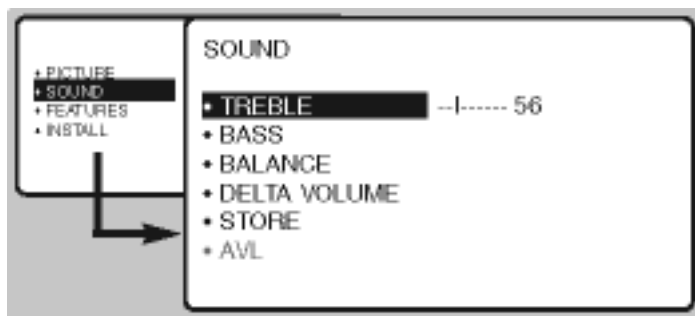 • PICTURE
• SOUND
• FEATURES
• INSTALL
SOUND
• TREBLE --I------ 56
• BASS
• BALANCE
• DELTA VOLUME
• STORE
• AVL